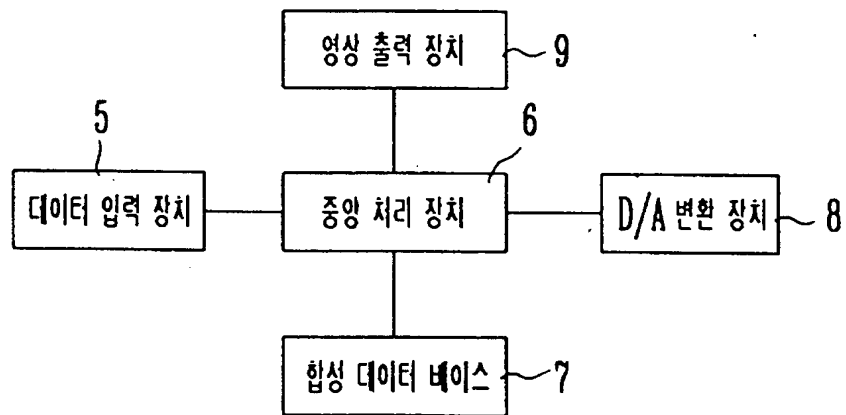 영상 출력 장치
9
5
6
데이터 입력 장치
중앙 처리 장치
D/A 변환 장치
8
합성 데이터 베이스
7